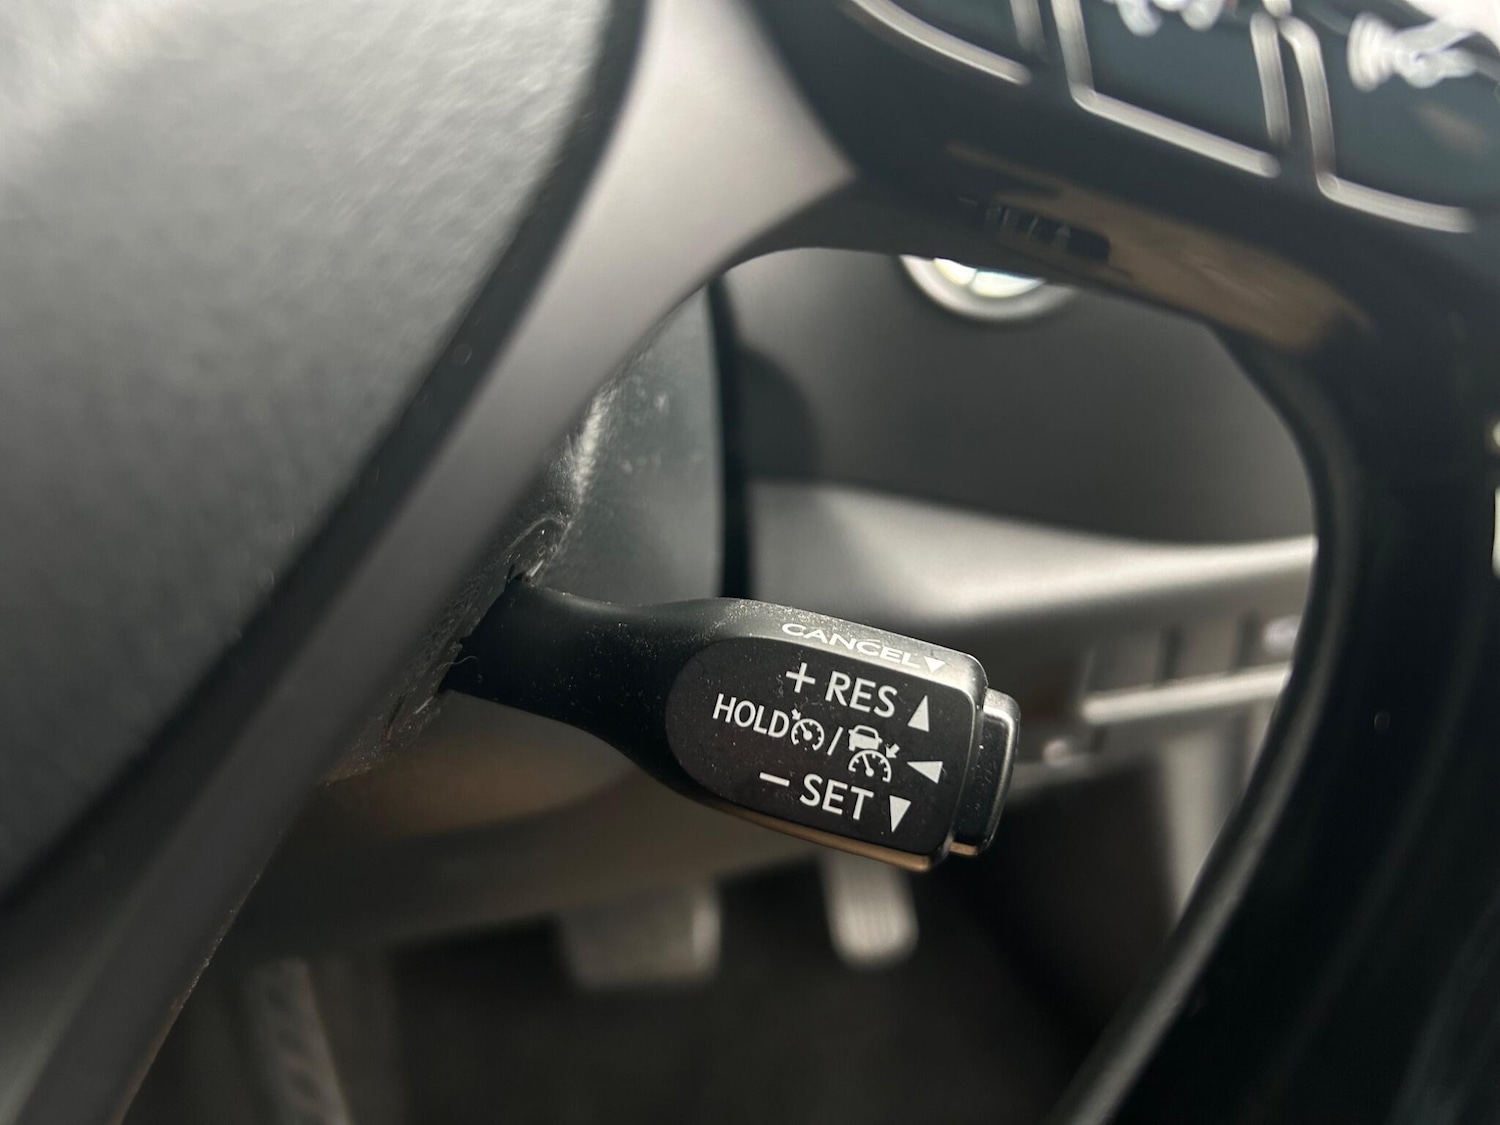 CANCEL▼
+ RES ▲
HOLD / ◀
− SET ▼